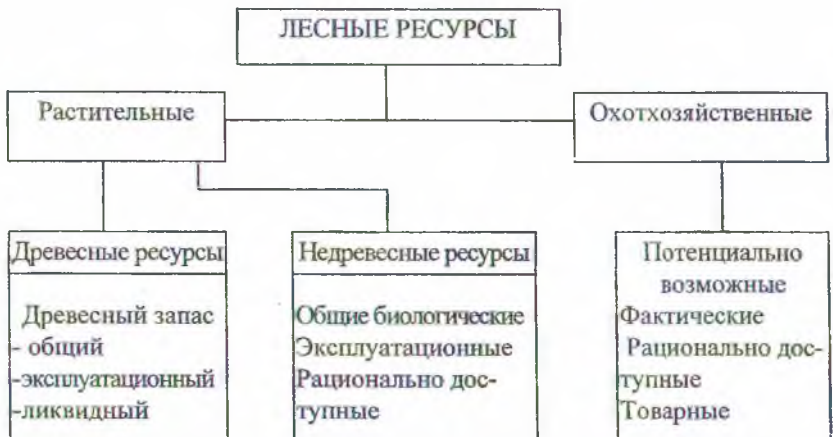 ЛЕСНЫЕ РЕСУРСЫ
Растительные
Охотхозяйственные
Древесные ресурсы
Древесный запас
- общий
-эксплуатационный
-ликвидный
Недревесные ресурсы
Общие биологические
Эксплуатационные
Рационально дос-
тупные
Потенциально
возможные
Фактические
Рационально дос-
тупные
Товарные